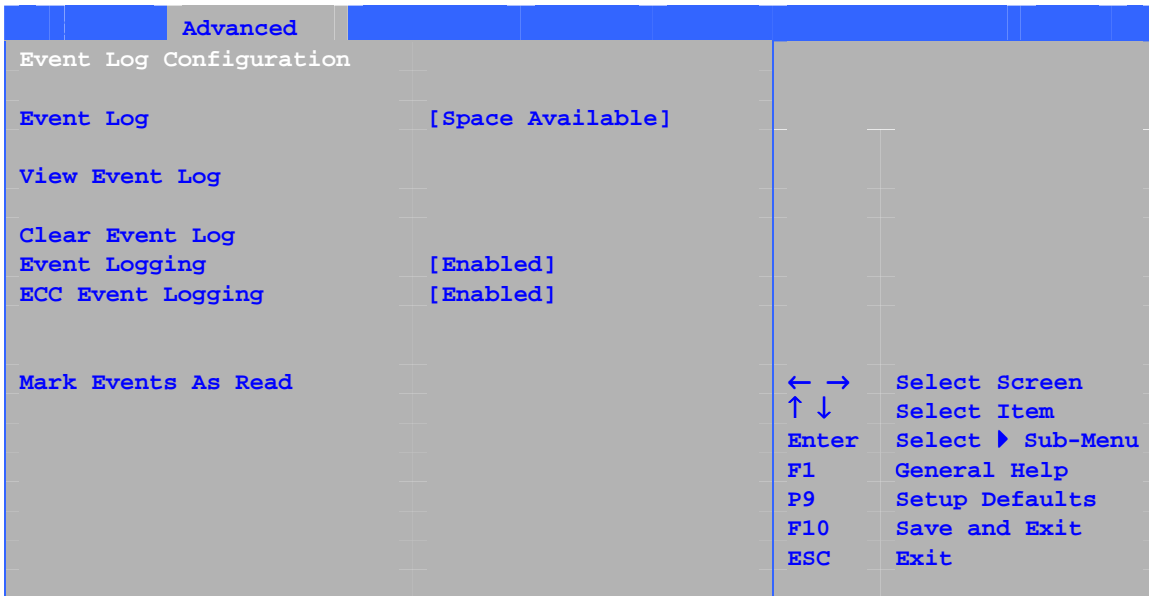 Advanced
Event Log Configuration
Event Log [Space Available]
View Event Log
Clear Event Log
Event Logging [Enabled]
ECC Event Logging [Enabled]
Mark Events As Read
← → Select Screen
↑ ↓ Select Item
Enter Select ▶ Sub-Menu
F1 General Help
P9 Setup Defaults
F10 Save and Exit
ESC Exit